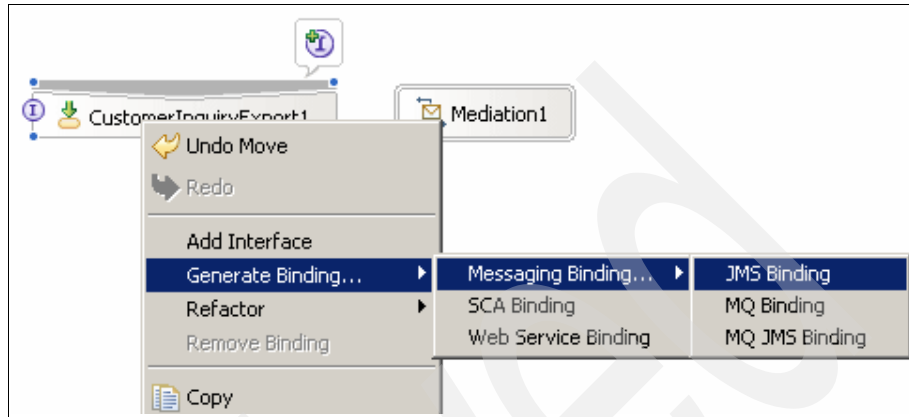 CustomerInquiryExport1
Mediation1
Undo Move
Redo
Add Interface
Generate Binding...
Messaging Binding...
JMS Binding
Refactor
SCA Binding
MQ Binding
Remove Binding
Web Service Binding
MQ JMS Binding
Copy